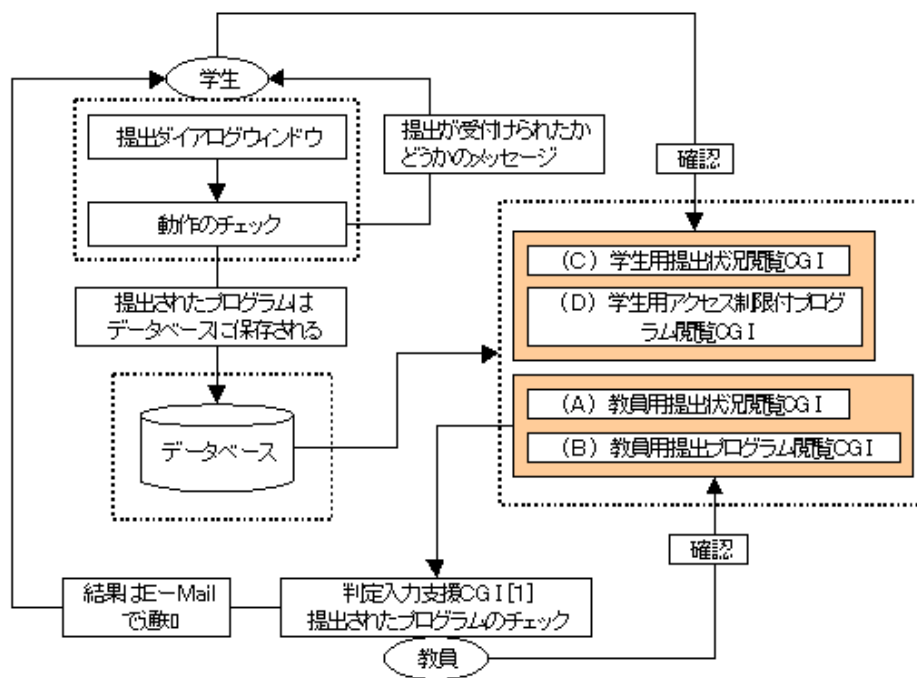 学生
提出ダイアログウィンドウ
動作のチェック
提出が受付けられたか
どうかのメッセージ
確認
提出されたプログラムは
データベースに保存される
データベース
(C) 学生用提出状況閲覧CGI
(D) 学生用アクセス制限付プログ
ラム閲覧CGI
(A) 教員用提出状況閲覧CGI
(B) 教員用提出プログラム閲覧CGI
確認
結果はE-Mail
で通知
判定入力支援CGI[1]
提出されたプログラムのチェック
教員